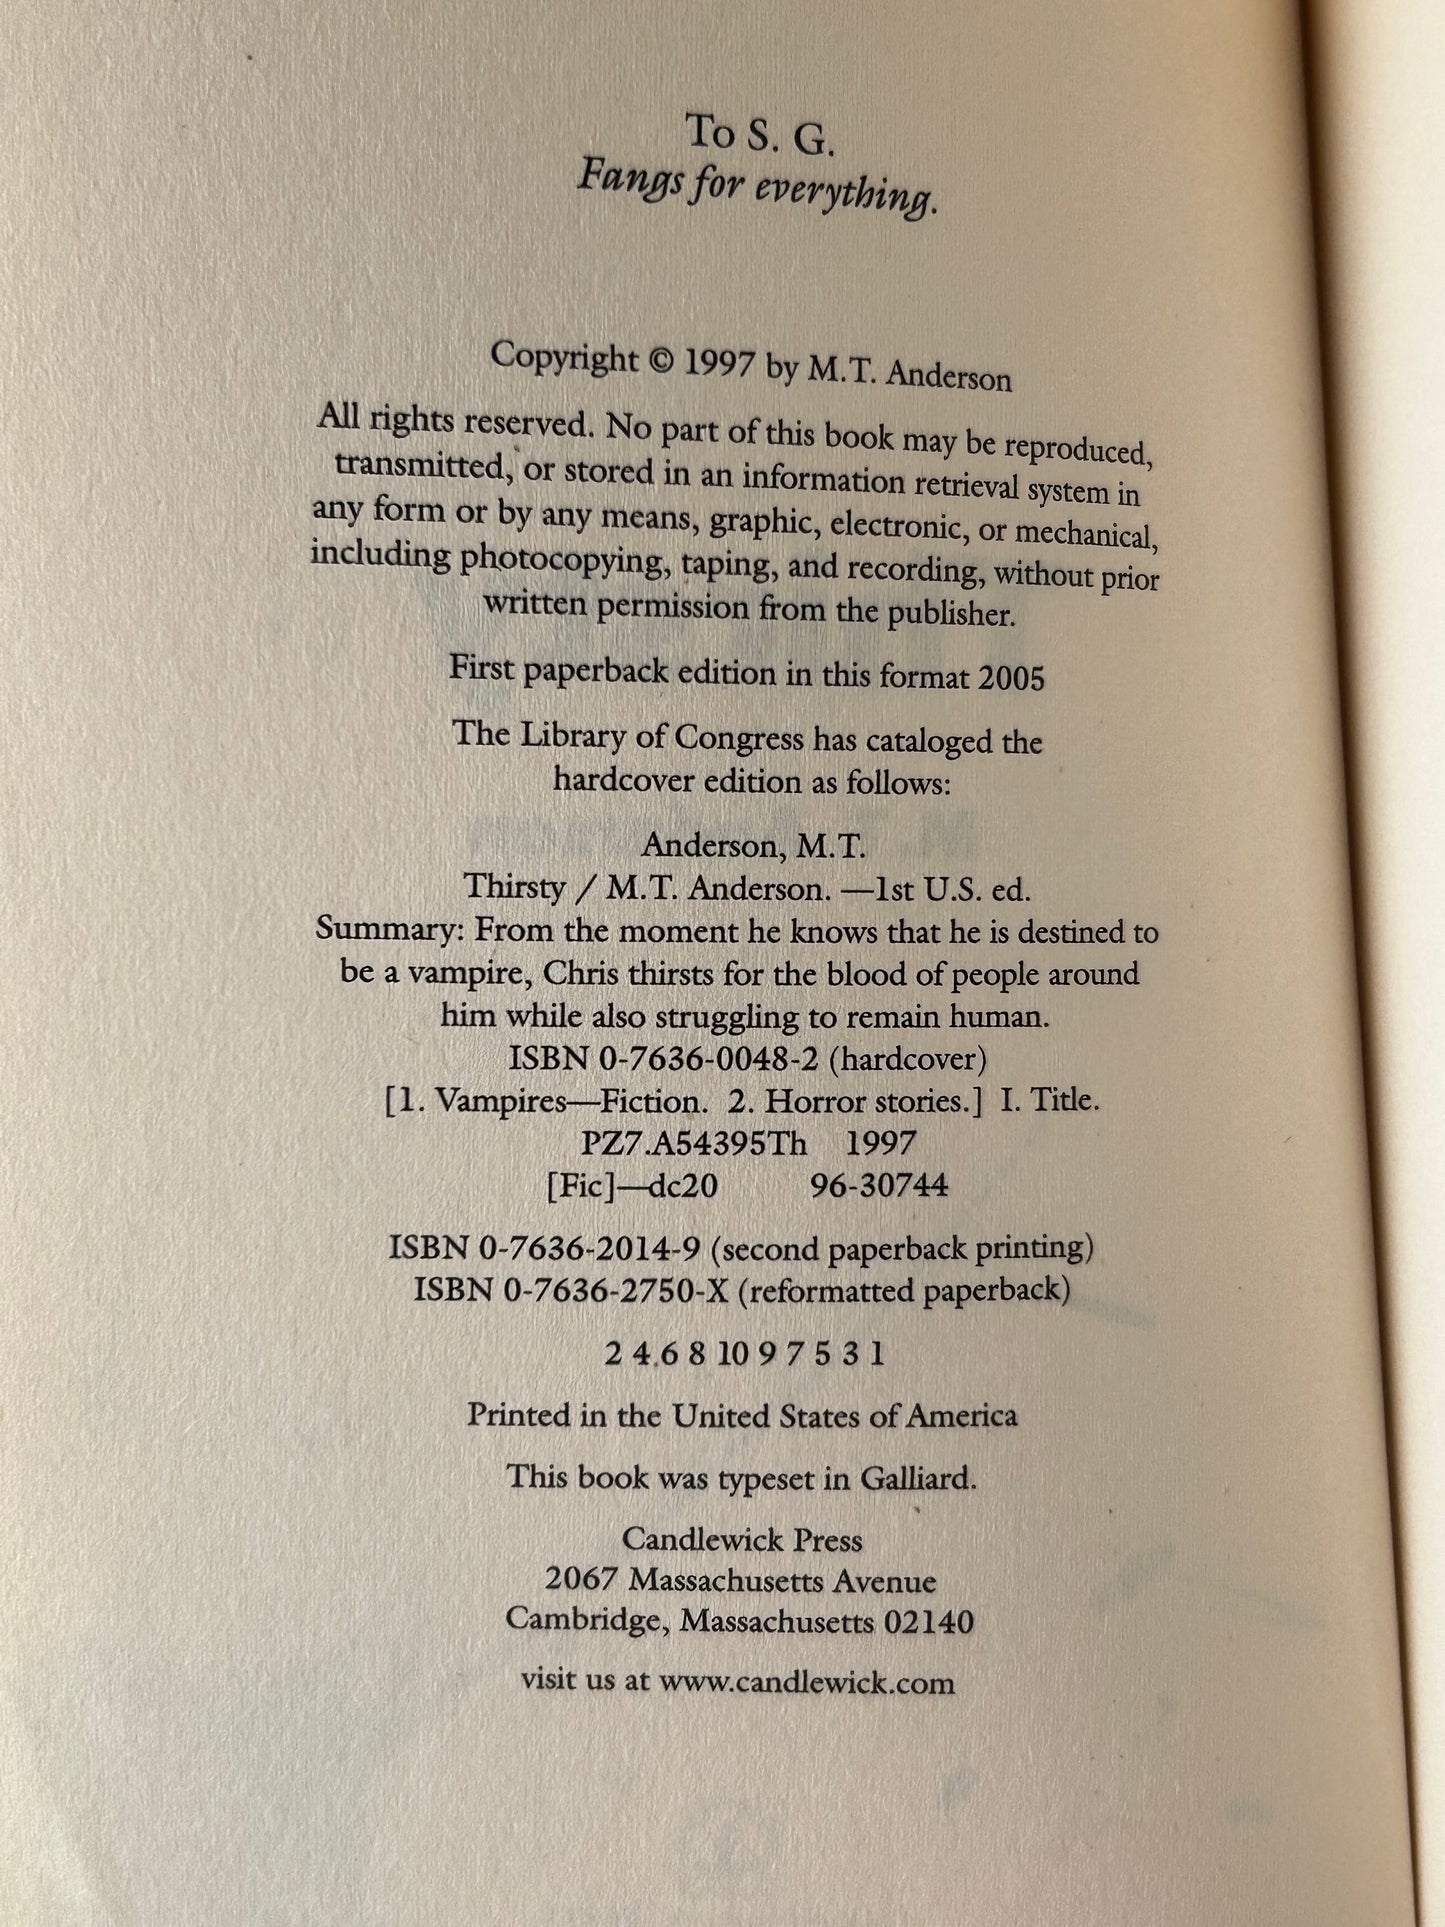 To S. G.
Fangs for everything.
Copyright © 1997 by M.T. Anderson
All rights reserved. No part of this book may be reproduced,
transmitted, or stored in an information retrieval system in
any form or by any means, graphic, electronic, or mechanical,
including photocopying, taping, and recording, without prior
written permission from the publisher.
First paperback edition in this format 2005
The Library of Congress has cataloged the
hardcover edition as follows:
Anderson, M.T.
Thirsty / M.T. Anderson. —1st U.S. ed.
Summary: From the moment he knows that he is destined to
be a vampire, Chris thirsts for the blood of people around
him while also struggling to remain human.
ISBN 0-7636-0048-2 (hardcover)
[1. Vampires—Fiction. 2. Horror stories.] I. Title.
PZ7.A54395Th 1997
[Fic]—dc20 96-30744
ISBN 0-7636-2014-9 (second paperback printing)
ISBN 0-7636-2750-X (reformatted paperback)
2 4 6 8 10 9 7 5 3 1
Printed in the United States of America
This book was typeset in Galliard.
Candlewick Press
2067 Massachusetts Avenue
Cambridge, Massachusetts 02140
visit us at www.candlewick.com